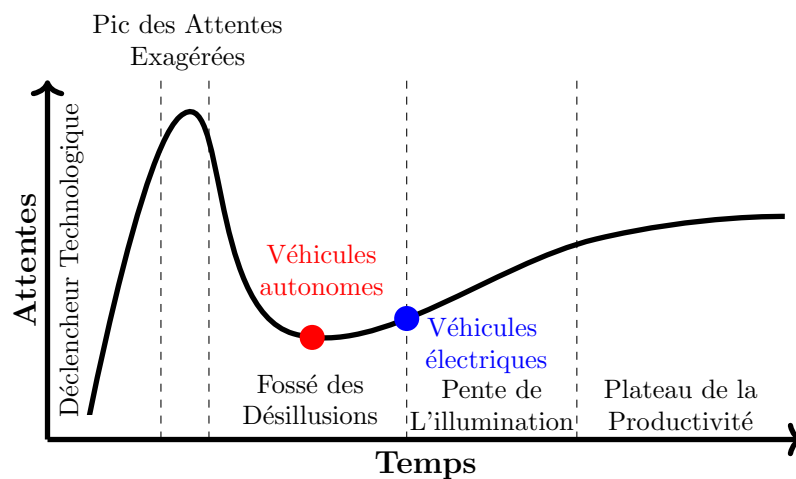 Pic des Attentes
Exagérées
Déclencheur Technologique
Attentes
Véhicules
autonomes
Véhicules
électriques
Fossé des
Désillusions
Pente de
L'illumination
Plateau de la
Productivité
Temps